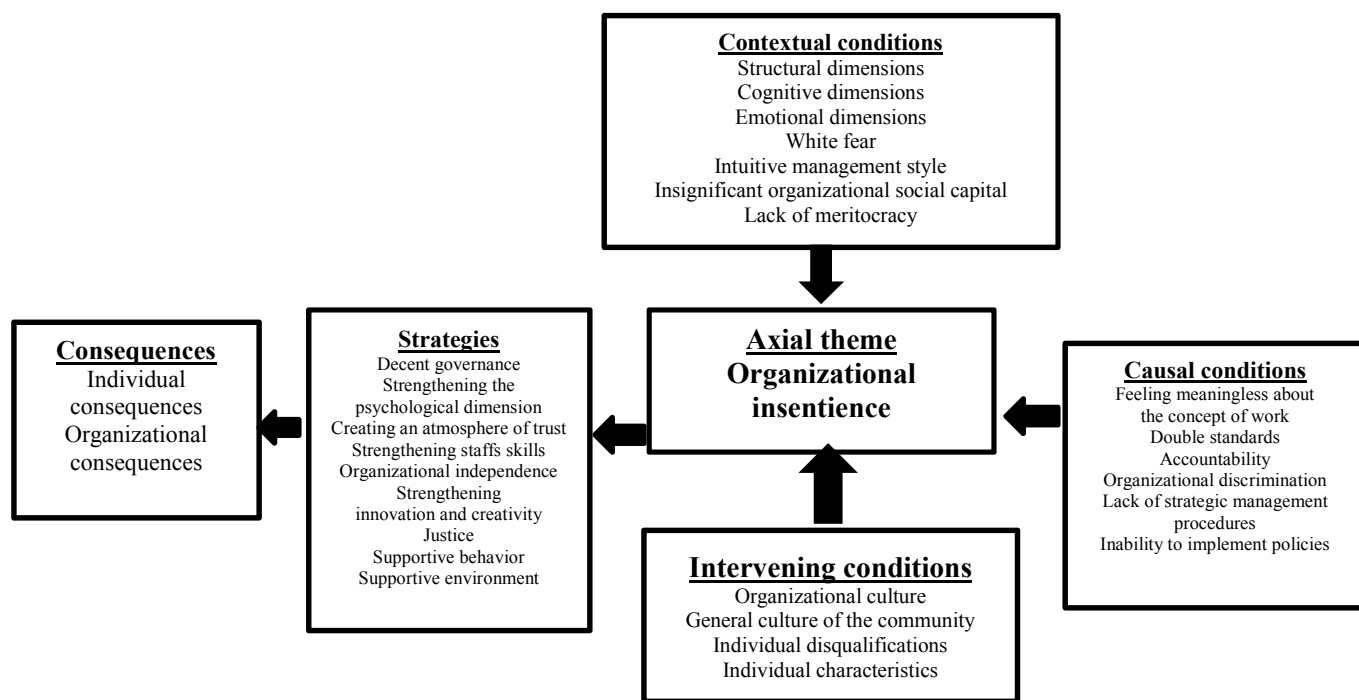 Contextual conditions
Structural dimensions
Cognitive dimensions
Emotional dimensions
White fear
Intuitive management style
Insignificant organizational social capital
Lack of meritocracy
Consequences
Individual
consequences
Organizational
consequences
Strategies
Decent governance
Strengthening the
psychological dimension
Creating an atmosphere of trust
Strengthening staffs skills
Organizational independence
Strengthening
innovation and creativity
Justice
Supportive behavior
Supportive environment
Axial theme
Organizational
insentience
Causal conditions
Feeling meaningless about
the concept of work
Double standards
Accountability
Organizational discrimination
Lack of strategic management
procedures
Inability to implement policies
Intervening conditions
Organizational culture
General culture of the community
Individual disqualifications
Individual characteristics